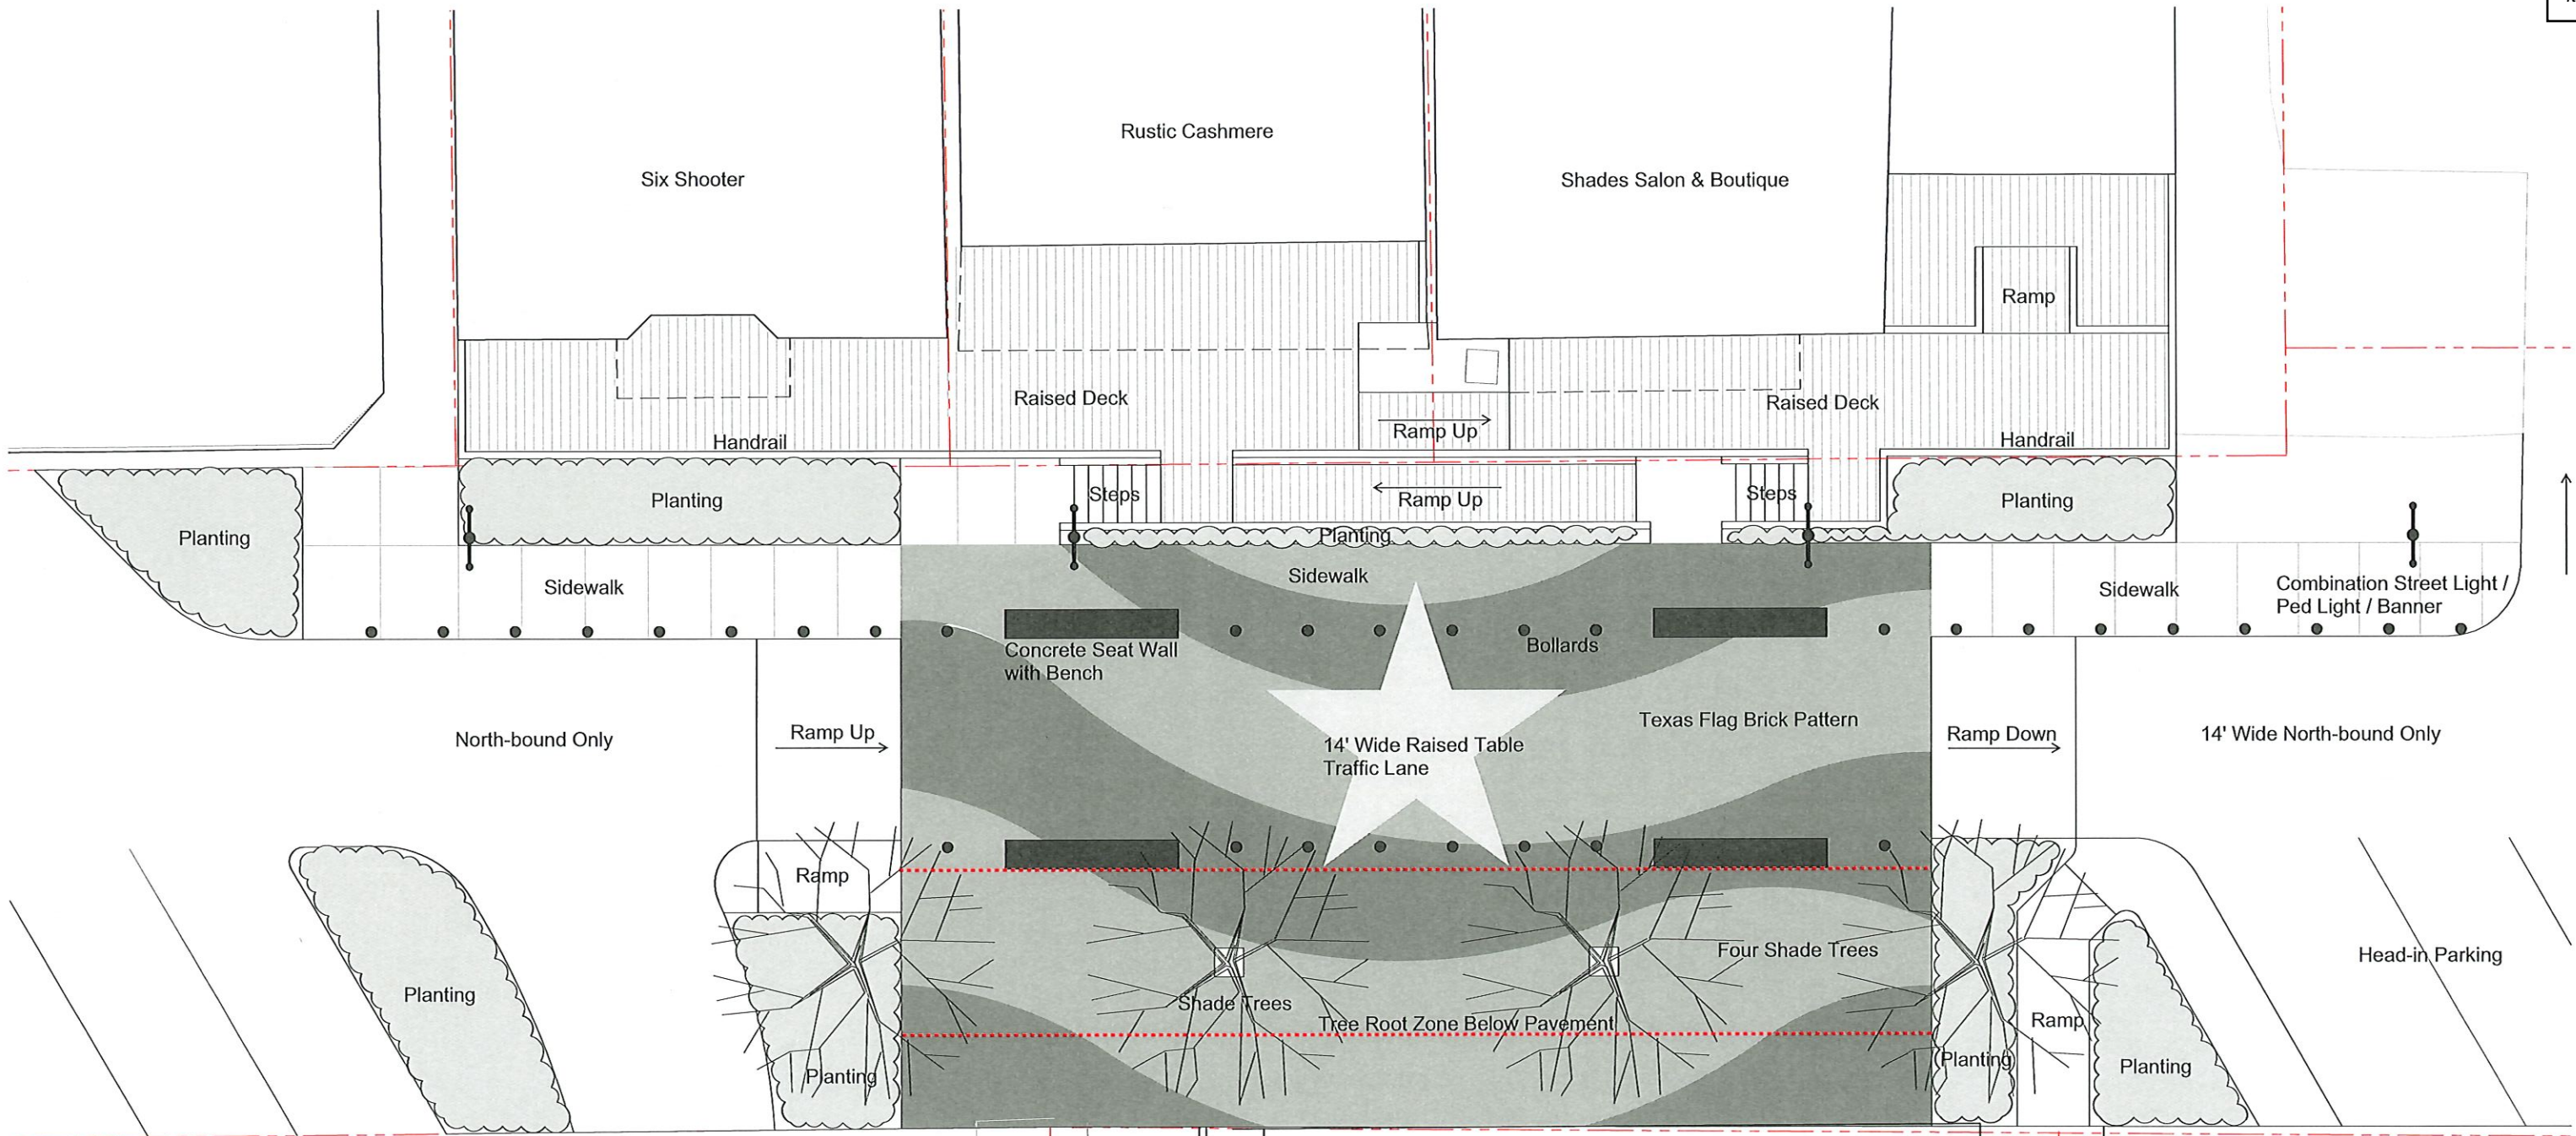 Rustic Cashmere
Six Shooter
Shades Salon & Boutique
Ramp
Raised Deck
Raised Deck
Ramp Up
Handrail
Handrail
Steps
Ramp Up
Steps
Planting
Planting
Planting
Planting
Sidewalk
Sidewalk
Sidewalk
Combination Street Light /
Ped Light / Banner
Concrete Seat Wall
with Bench
Bollards
North-bound Only
Ramp Up
14' Wide Raised Table
Traffic Lane
Texas Flag Brick Pattern
Ramp Down
14' Wide North-bound Only
Ramp
Four Shade Trees
Head-in Parking
Planting
Shade Trees
Tree Root Zone Below Pavement
Ramp
Planting
Planting
Planting